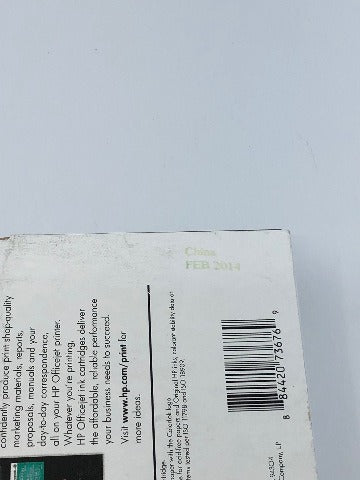 China
FEB 2014
confidently produce print shop-quality
marketing materials, reports,
proposals, manuals and your
day-to-day correspondence,
all on your HP Officejet printer.
Whatever you're printing,
HP Officejet ink cartridges deliver
the affordable, reliable performance
your business needs to succeed.
Visit www.hp.com/print for
more ideas.
8 84420 73676 9
Company, LP